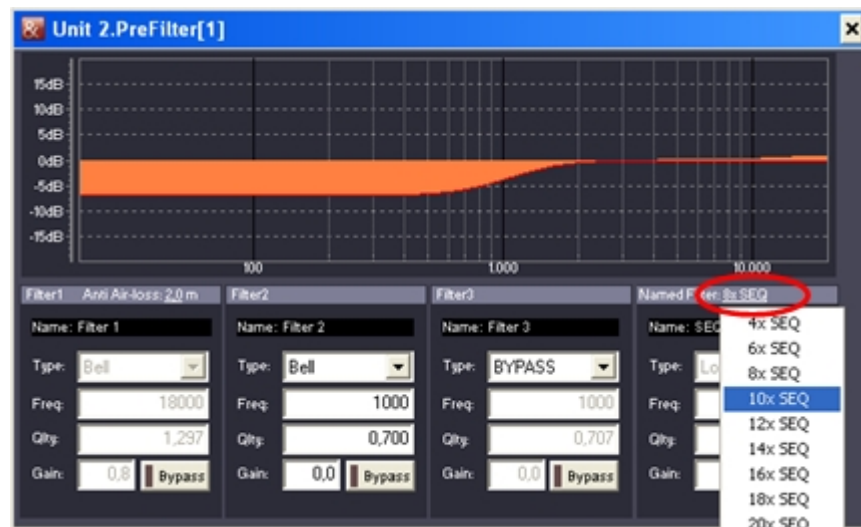 Unit 2.PreFilter[1]
15dB
10dB
5dB
0dB
-5dB
-10dB
-15dB
100 1.000 10.000
Filter1 Anti Air-loss: 2,0 m Filter2 Filter3 Named Filter: 8x SEQ
Name: Filter 1 Name: Filter 2 Name: Filter 3 Name: SEQ
Type: Bell Type: Bell Type: BYPASS Type: Lo
Freq: 18000 Freq: 1000 Freq: 1000 Freq:
Qlty: 1,297 Qlty: 0,700 Qlty: 0,707 Qlty:
Gain: 0,8 Bypass Gain: 0,0 Bypass Gain: 0,0 Bypass Gain:
4x SEQ
6x SEQ
8x SEQ
10x SEQ
12x SEQ
14x SEQ
16x SEQ
18x SEQ
20x SEQ